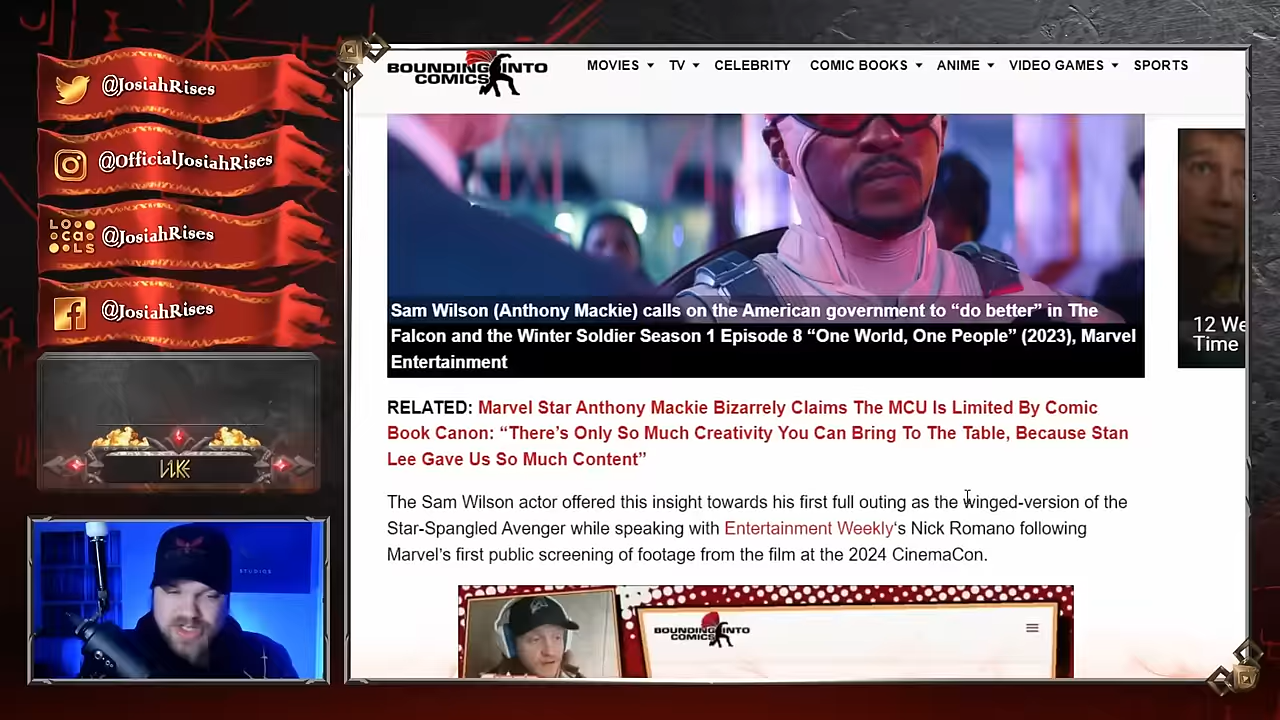 @JosiahRises
@OfficialJosiahRises
LOCALS
@JosiahRises
@JosiahRises
LIKE
STUDIOS
BOUNDING INTO
COMICS
MOVIES TV CELEBRITY COMIC BOOKS ANIME VIDEO GAMES SPORTS
Sam Wilson (Anthony Mackie) calls on the American government to “do better” in The
Falcon and the Winter Soldier Season 1 Episode 8 “One World, One People” (2023), Marvel
Entertainment
12 We
Time
RELATED: Marvel Star Anthony Mackie Bizarrely Claims The MCU Is Limited By Comic
Book Canon: “There’s Only So Much Creativity You Can Bring To The Table, Because Stan
Lee Gave Us So Much Content”
The Sam Wilson actor offered this insight towards his first full outing as the winged-version of the
Star-Spangled Avenger while speaking with Entertainment Weekly‘s Nick Romano following
Marvel’s first public screening of footage from the film at the 2024 CinemaCon.
BOUNDING INTO
COMICS